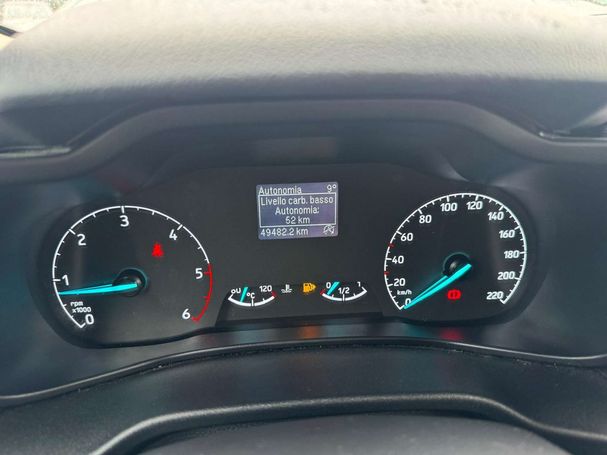 Autonomia 9°
Livello carb. basso
Autonomia:
52 km
49482.2 km
0 1 2 3 4 5 6
rpm
x1000
°C 120
0 1/2 1
0 20 40 60 80 100 120 140 160 180 200 220
km/h